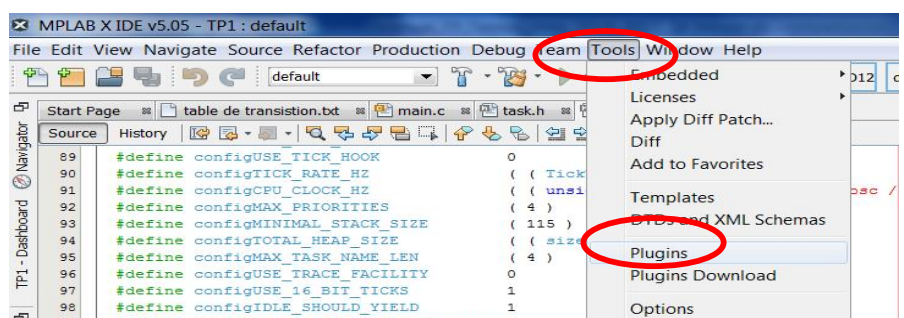 MPLAB X IDE v5.05 - TP1 : default
File Edit View Navigate Source Refactor Production Debug Team Tools Window Help
default
Start Page table de transistion.txt main.c task.h
Source History
Navigator
TP1 - Dashboard
89 #define configUSE_TICK_HOOK 0
90 #define configTICK_RATE_HZ ( ( Tick
91 #define configCPU_CLOCK_HZ ( ( unsi
92 #define configMAX_PRIORITIES ( 4 )
93 #define configMINIMAL_STACK_SIZE ( 115 )
94 #define configTOTAL_HEAP_SIZE ( ( size
95 #define configMAX_TASK_NAME_LEN ( 4 )
96 #define configUSE_TRACE_FACILITY 0
97 #define configUSE_16_BIT_TICKS 1
98 #define configIDLE_SHOULD_YIELD 1
Embedded
Licenses
Apply Diff Patch...
Diff
Add to Favorites
Templates
DTDs and XML Schemas
Plugins
Plugins Download
Options
osc /